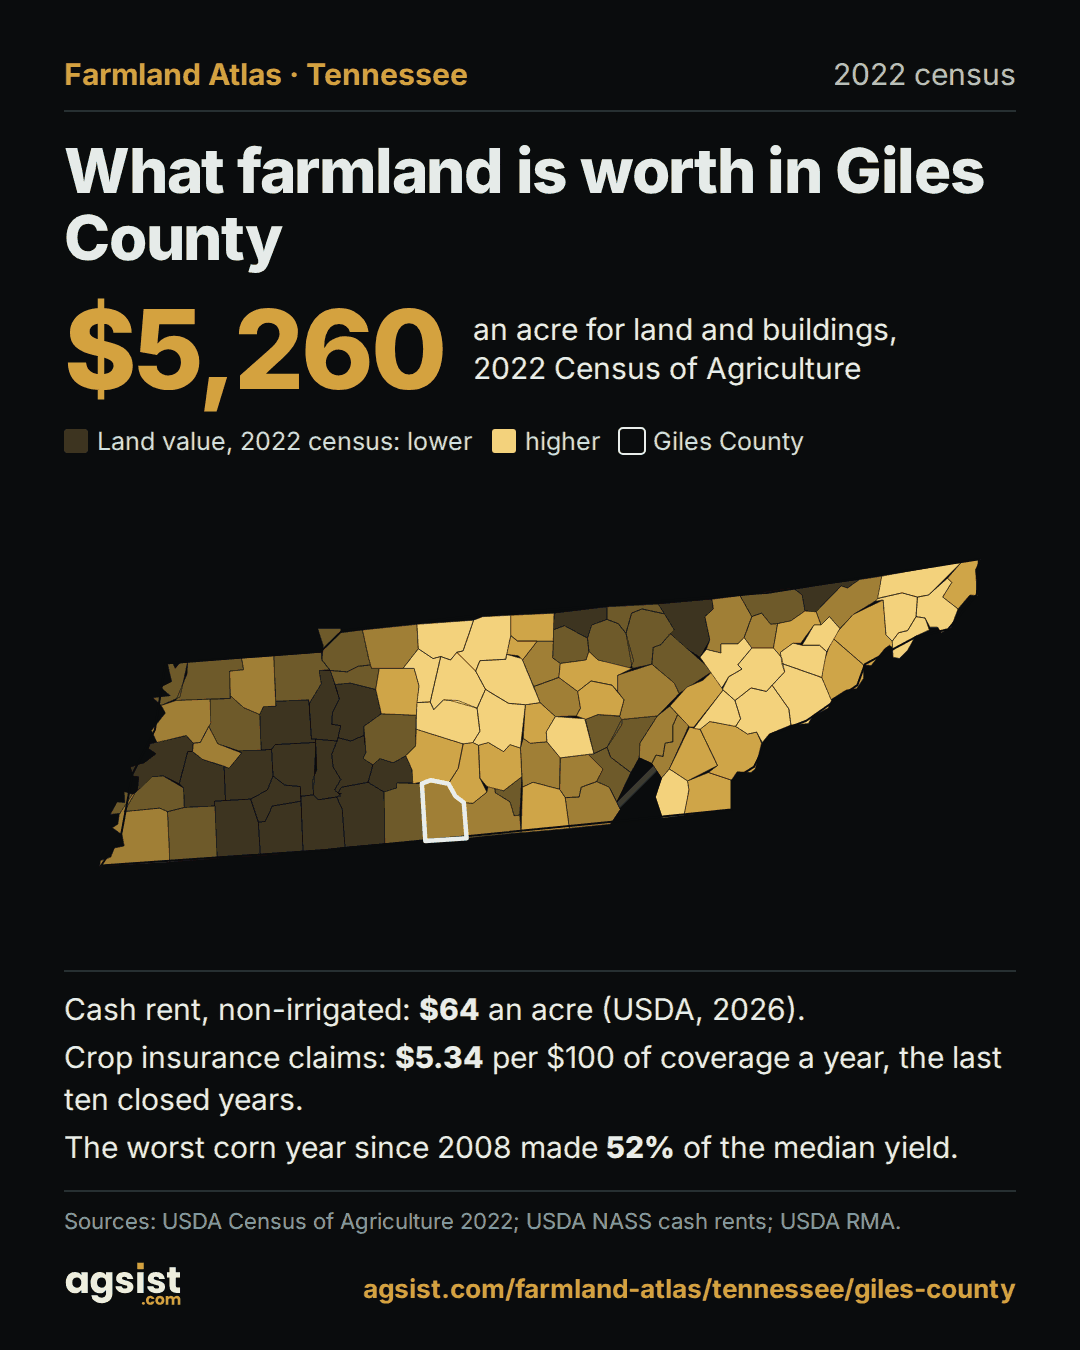 Farmland Atlas · Tennessee
2022 census
What farmland is worth in Giles
County
$5,260
an acre for land and buildings,
2022 Census of Agriculture
Land value, 2022 census: lower
higher
Giles County
Cash rent, non-irrigated: $64 an acre (USDA, 2026).
Crop insurance claims: $5.34 per $100 of coverage a year, the last
ten closed years.
The worst corn year since 2008 made 52% of the median yield.
Sources: USDA Census of Agriculture 2022; USDA NASS cash rents; USDA RMA.
agsist
.com
agsist.com/farmland-atlas/tennessee/giles-county